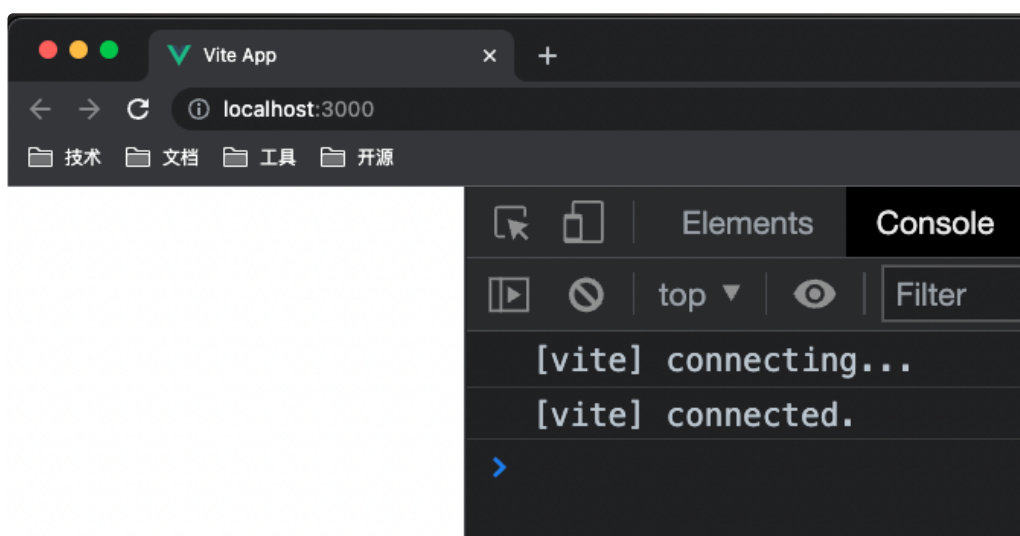 Vite App
localhost:3000
技术 文档 工具 开源
Elements Console
top Filter
[vite] connecting...
[vite] connected.